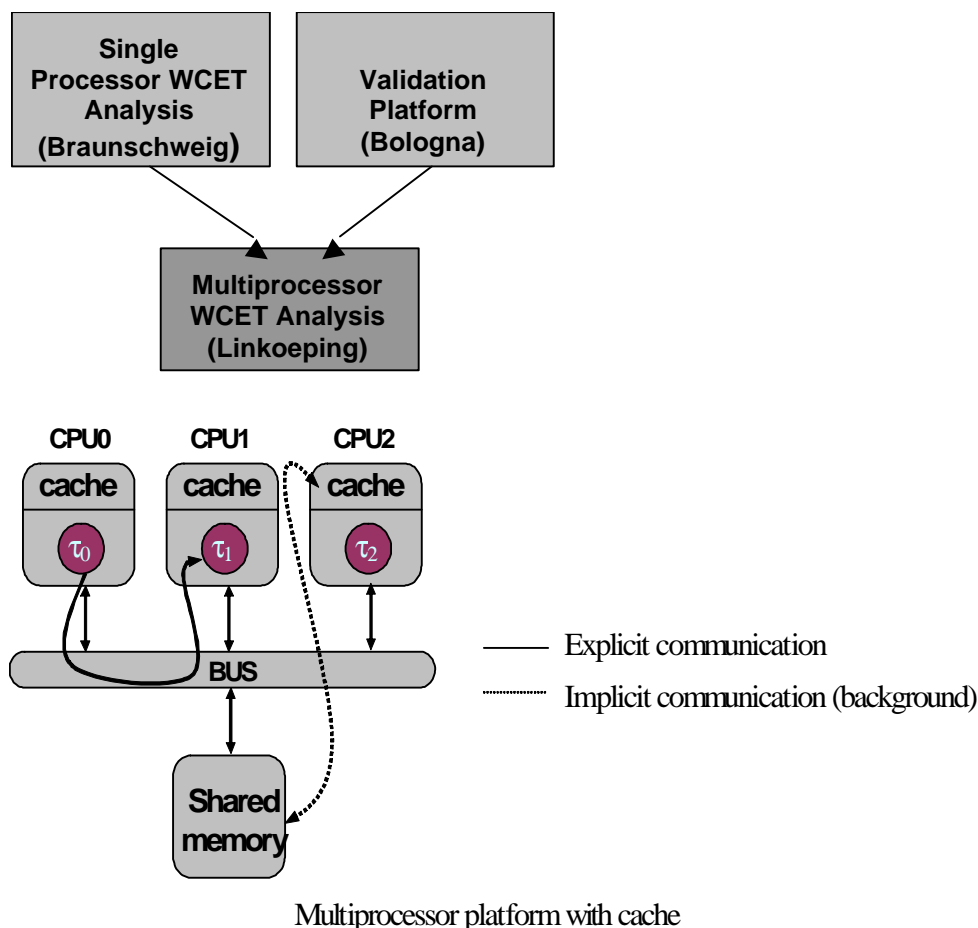 Single
Processor WCET
Analysis
(Braunschweig)
Validation
Platform
(Bologna)
Multiprocessor
WCET Analysis
(Linkoeping)
CPU0
CPU1
CPU2
cache
cache
cache
τ0
τ1
τ2
BUS
Explicit communication
Implicit communication (background)
Shared
memory
Multiprocessor platform with cache